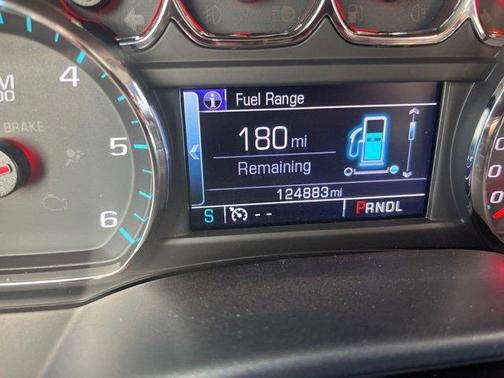 Fuel Range
180 mi
Remaining
124883 mi
S -- PRNDL
4
5
6
BRAKE